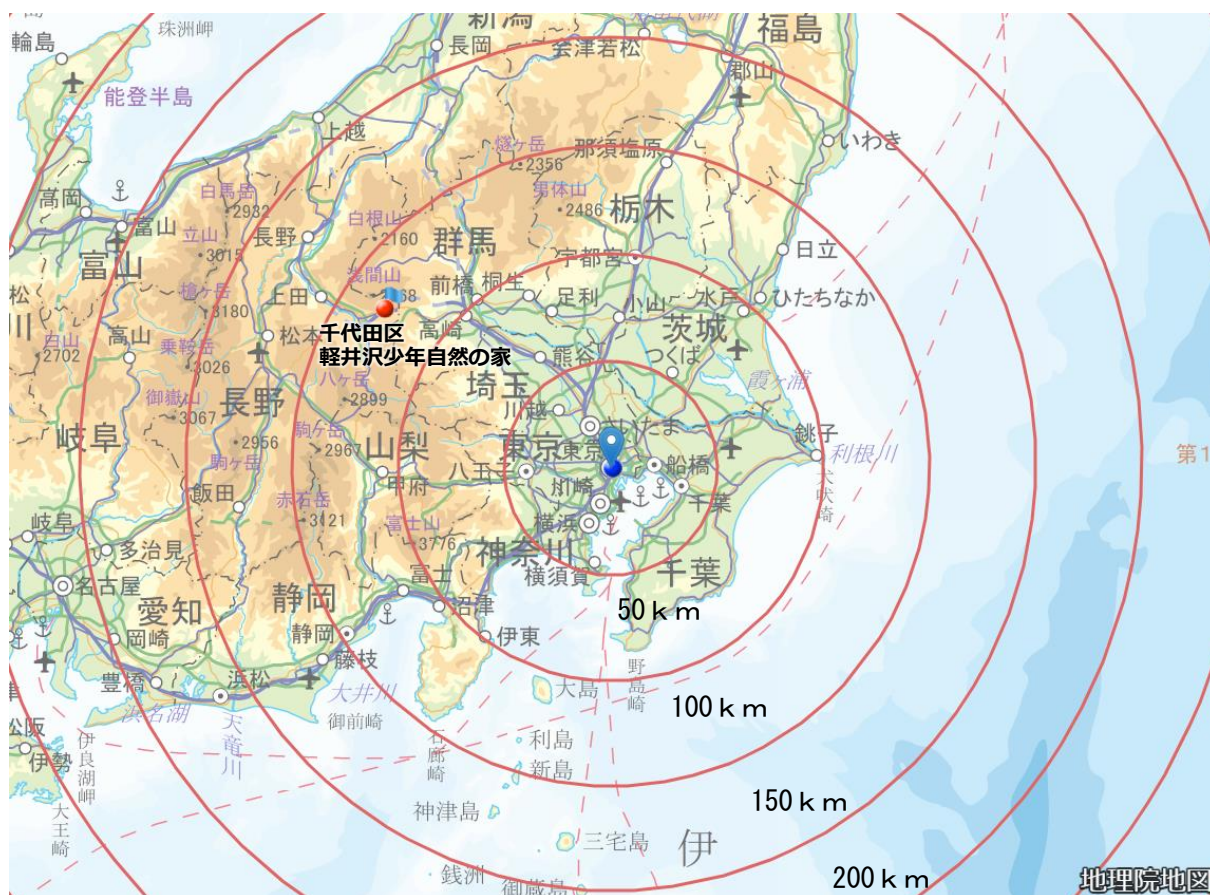 輪島
珠洲岬
能登半島
長岡
会津若松
福島
郡山
上越
燧ヶ岳
・2356
那須塩原
いわき
高岡
富山
白馬岳
・2932
男体山
・2486
栃木
立山
・3015
長野
白根山
・2160
群馬
宇都宮
日立
富山
浅間山
前橋
桐生
足利
小山
水戸
ひたちなか
槍ヶ岳
・3180
上田
高崎
松
川
高山
白山
・2702
乗鞍岳
・3026
松本
千代田区
軽井沢少年自然の家
熊谷
茨城
つくば
霞ヶ浦
御嶽山
・3067
長野
八ヶ岳
・2899
埼玉
川越
さいたま
銚子
利根川
犬吠崎
第1
岐阜
・2956
駒ヶ岳
駒ケ岳
・2967
山梨
甲府
東京
八王子
東京
船橋
千葉
飯田
赤石岳
・3121
富士山
・3776
川崎
横浜
神奈川
横須賀
千葉
岐阜
多治見
名古屋
愛知
静岡
富士
沼津
50ｋｍ
岡崎
静岡
伊東
豊橋
浜松
藤枝
野島崎
浜名湖
天竜川
大井川
御前崎
大島
100ｋｍ
松阪
伊勢
伊良湖岬
大王崎
石廊崎
利島
新島
神津島
150ｋｍ
三宅島
伊
銭洲
御蔵島
200ｋｍ
地理院地図